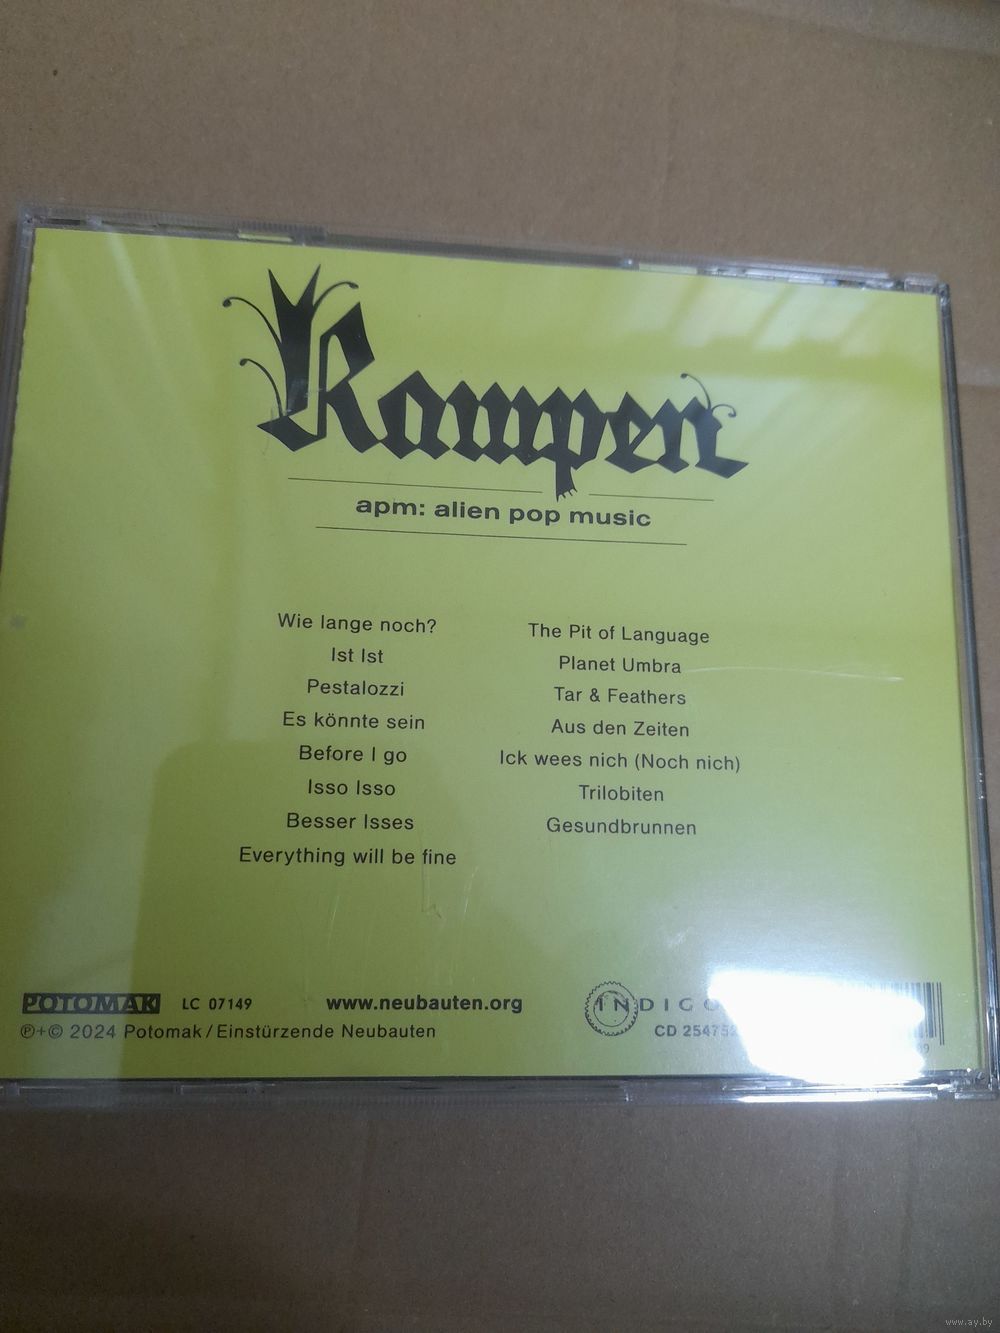 Rampen
apm: alien pop music
Wie lange noch?
Ist Ist
Pestalozzi
Es könnte sein
Before I go
Isso Isso
Besser Isses
Everything will be fine
The Pit of Language
Planet Umbra
Tar & Feathers
Aus den Zeiten
Ick wees nich (Noch nich)
Trilobiten
Gesundbrunnen
POTOMAK LC 07149 www.neubauten.org INDIGO
℗+© 2024 Potomak / Einstürzende Neubauten CD 254752
www.ay.by